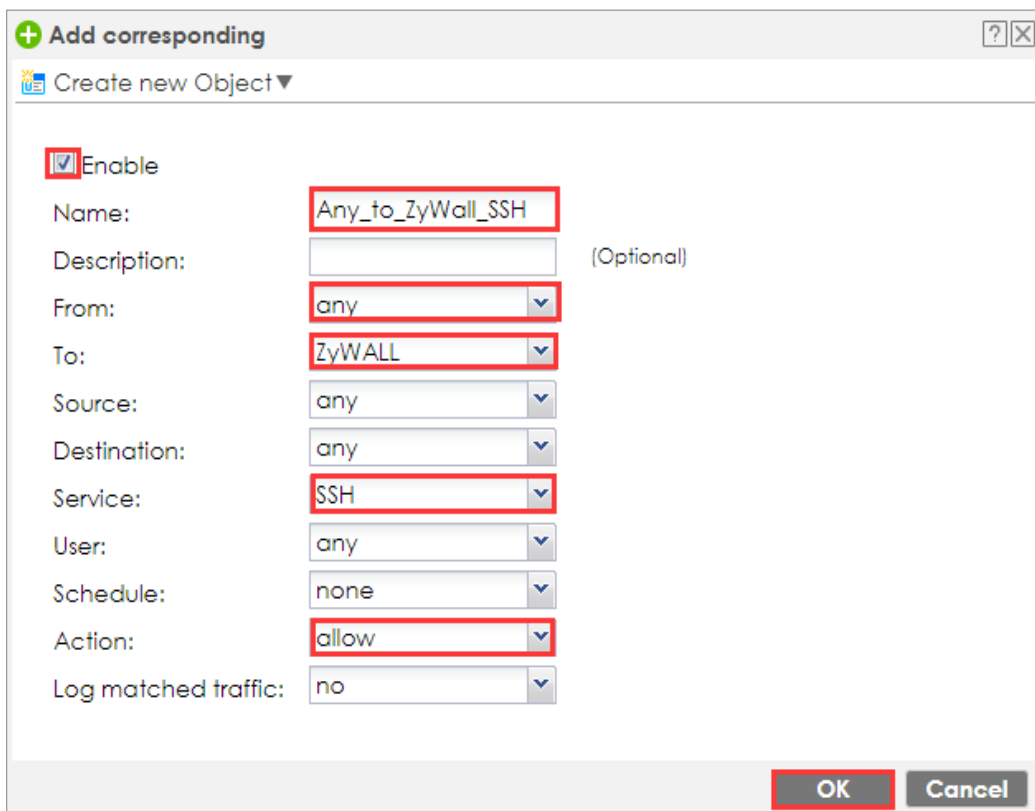 Add corresponding
Create new Object
Enable
Name: Any_to_ZyWall_SSH
Description: (Optional)
From: any
To: ZyWALL
Source: any
Destination: any
Service: SSH
User: any
Schedule: none
Action: allow
Log matched traffic: no
OK Cancel